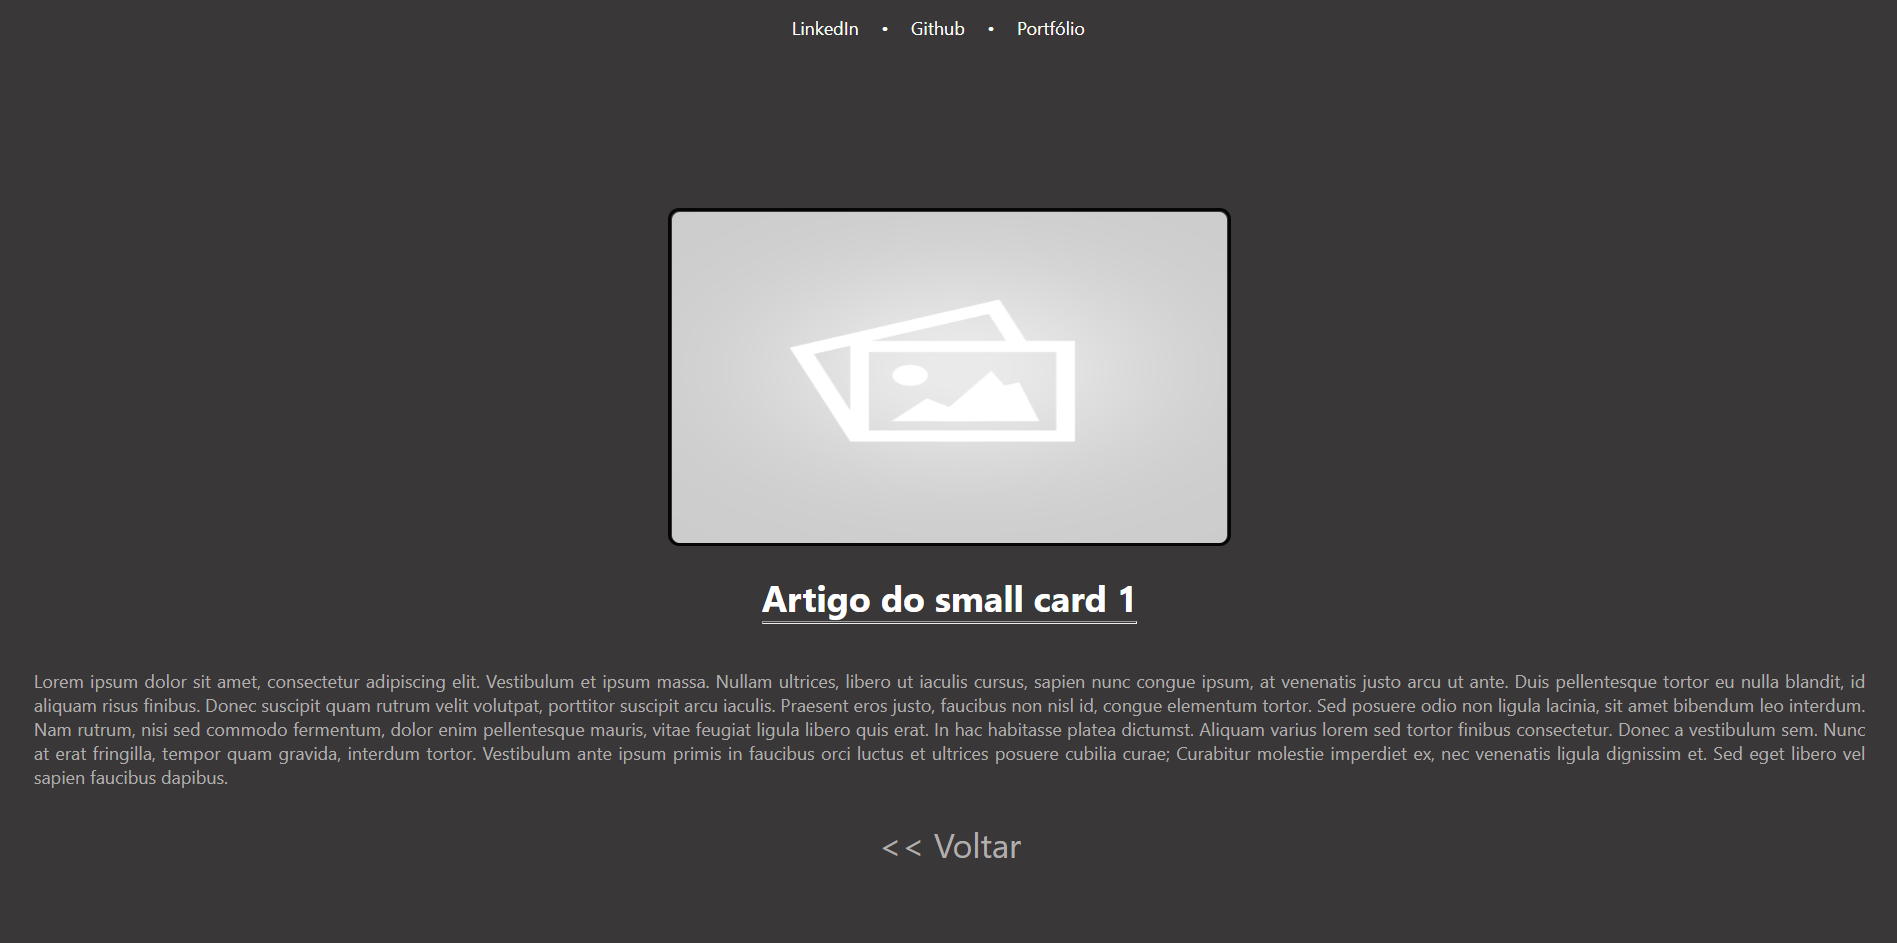 LinkedIn • Github • Portfólio
Artigo do small card 1
Lorem ipsum dolor sit amet, consectetur adipiscing elit. Vestibulum et ipsum massa. Nullam ultrices, libero ut iaculis cursus, sapien nunc congue ipsum, at venenatis justo arcu ut ante. Duis pellentesque tortor eu nulla blandit, id
aliquam risus finibus. Donec suscipit quam rutrum velit volutpat, porttitor suscipit arcu iaculis. Praesent eros justo, faucibus non nisl id, congue elementum tortor. Sed posuere odio non ligula lacinia, sit amet bibendum leo interdum.
Nam rutrum, nisi sed commodo fermentum, dolor enim pellentesque mauris, vitae feugiat ligula libero quis erat. In hac habitasse platea dictumst. Aliquam varius lorem sed tortor finibus consectetur. Donec a vestibulum sem. Nunc
at erat fringilla, tempor quam gravida, interdum tortor. Vestibulum ante ipsum primis in faucibus orci luctus et ultrices posuere cubilia curae; Curabitur molestie imperdiet ex, nec venenatis ligula dignissim et. Sed eget libero vel
sapien faucibus dapibus.
<< Voltar